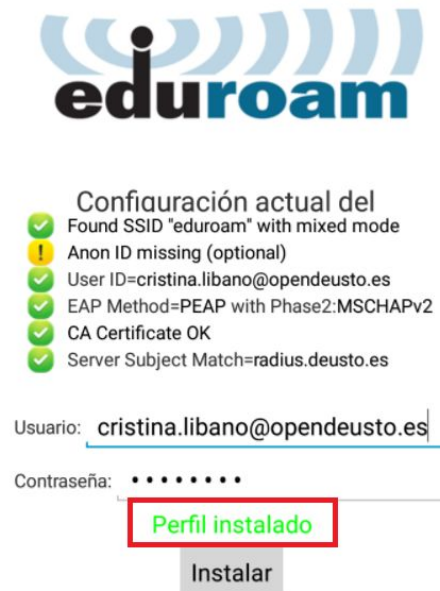 eduroam
Configuración actual del
Found SSID "eduroam" with mixed mode
Anon ID missing (optional)
User ID=cristina.libano@opendeusto.es
EAP Method=PEAP with Phase2:MSCHAPv2
CA Certificate OK
Server Subject Match=radius.deusto.es
Usuario: cristina.libano@opendeusto.es
Contraseña: •••••••••
Perfil instalado
Instalar